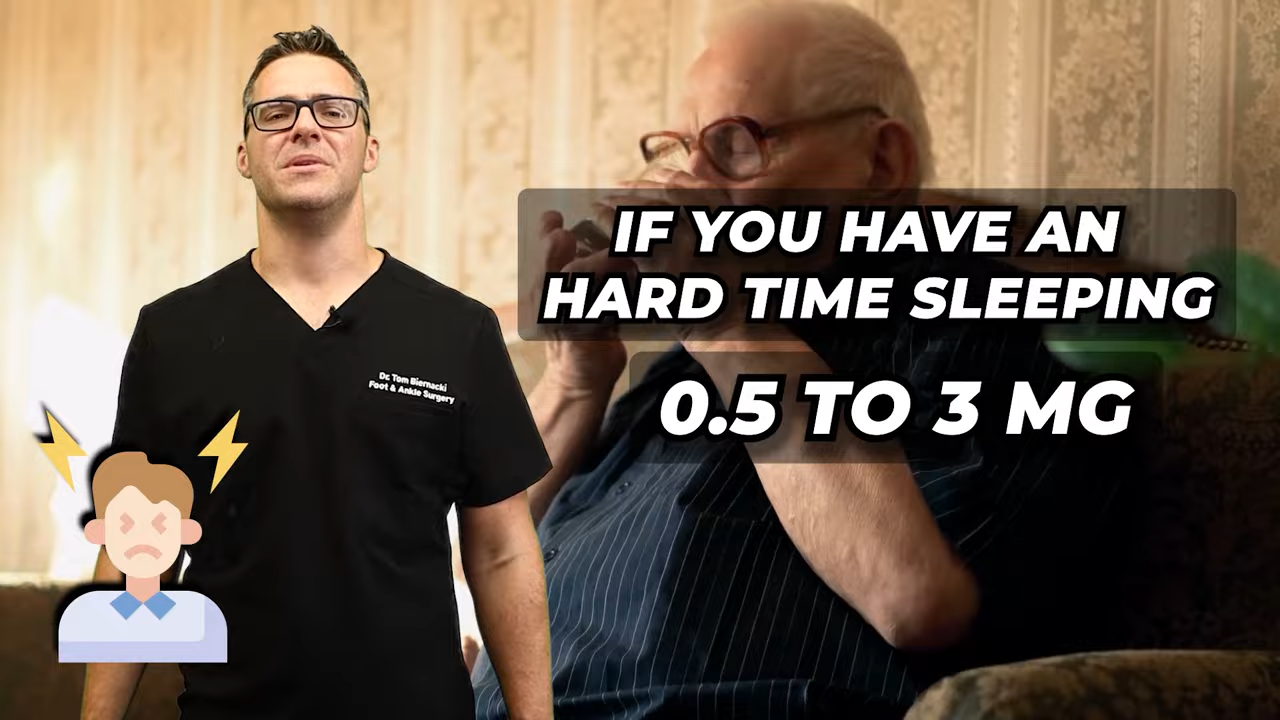 IF YOU HAVE AN
HARD TIME SLEEPING
0.5 TO 3 MG
Dr. Tom Biernacki
Foot & Ankle Surgery